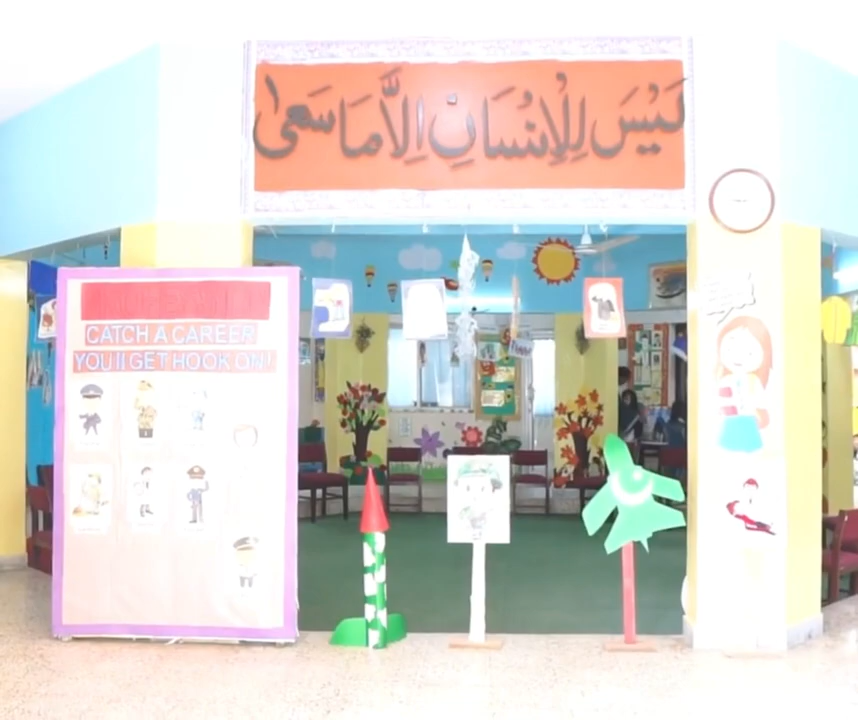 لَيْسَ لِلْإِنْسَانِ إِلَّا مَا سَعَىٰ
CATCH A CAREER
YOU'll GET HOOK ON!